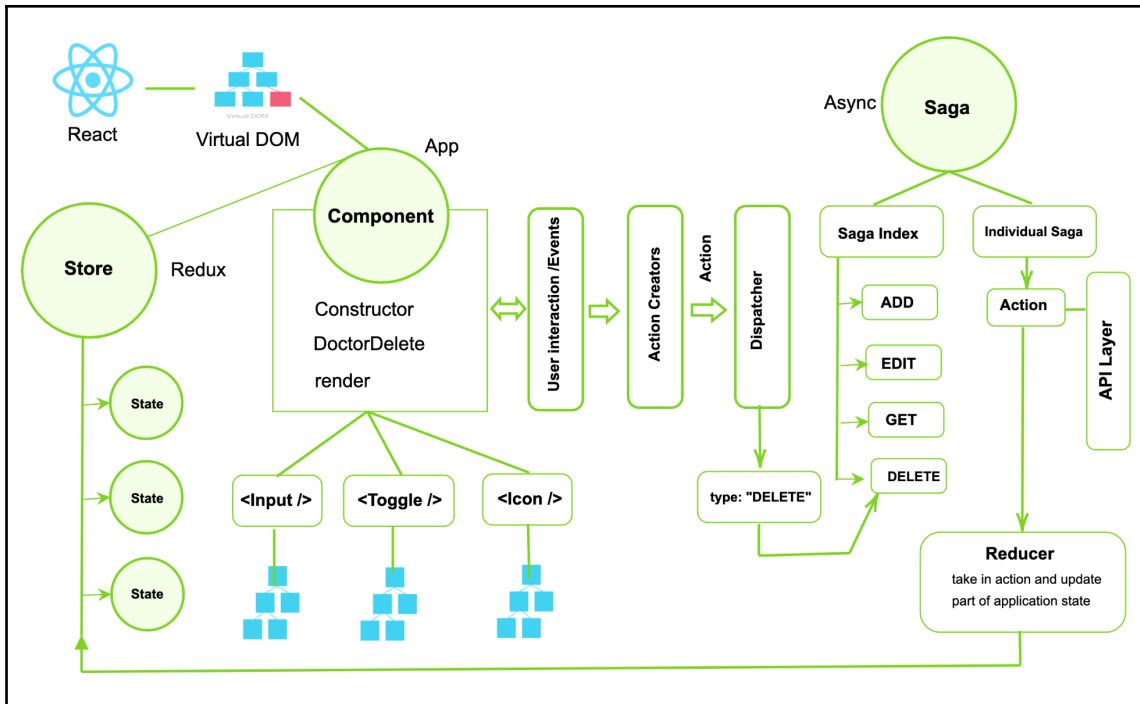 React
Virtual DOM
Virtual DOM
App
Component
Store
Redux
Constructor
DoctorDelete
render
State
State
State
<Input />
<Toggle />
<Icon />
User interaction /Events
Action Creators
Action
Dispatcher
type: "DELETE"
Async
Saga
Saga Index
ADD
EDIT
GET
DELETE
Individual Saga
Action
API Layer
Reducer
take in action and update
part of application state